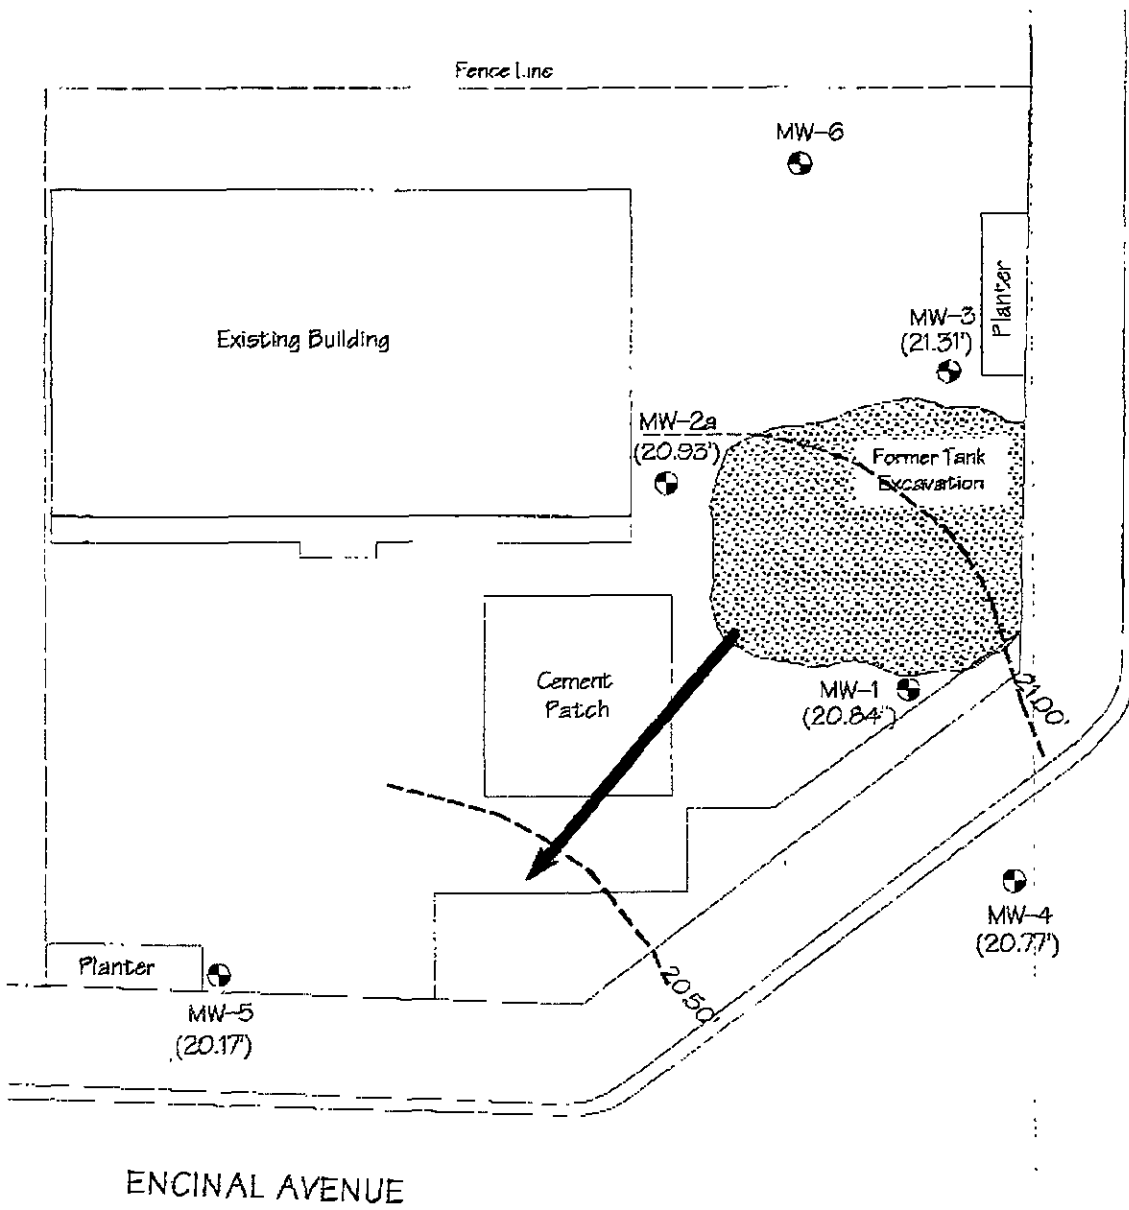 Fence Line
MW-6
Planter
Existing Building
MW-3
(21.31')
MW-2a
(20.93')
Former Tank
Excavation
Cement
Patch
MW-1
(20.84')
21.00'
MW-4
(20.77')
Planter
20.50'
MW-5
(20.17')
ENCINAL AVENUE